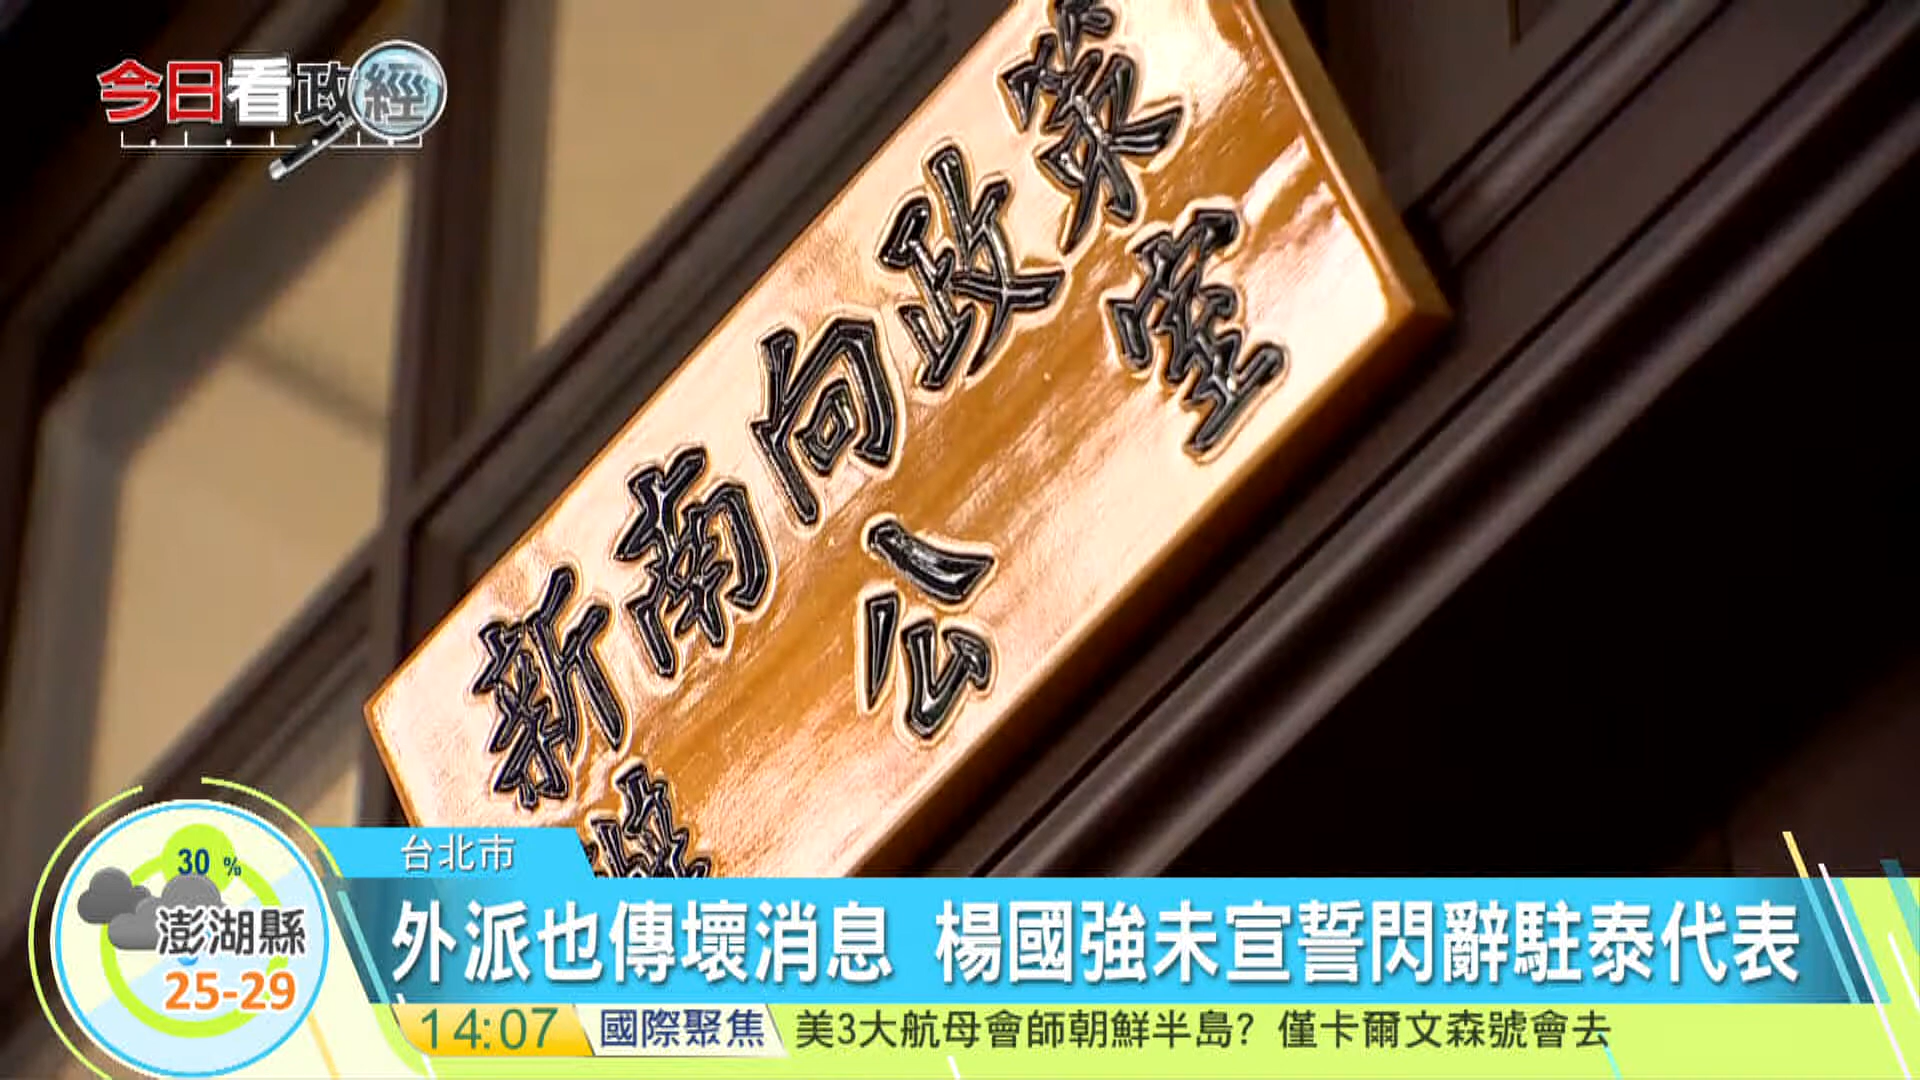 今日看政經
新南向政策
公室
台北市
外派也傳壞消息 楊國強未宣誓閃辭駐泰代表
30 %
澎湖縣
25-29
14:07 國際聚焦 美3大航母會師朝鮮半島? 僅卡爾文森號會去